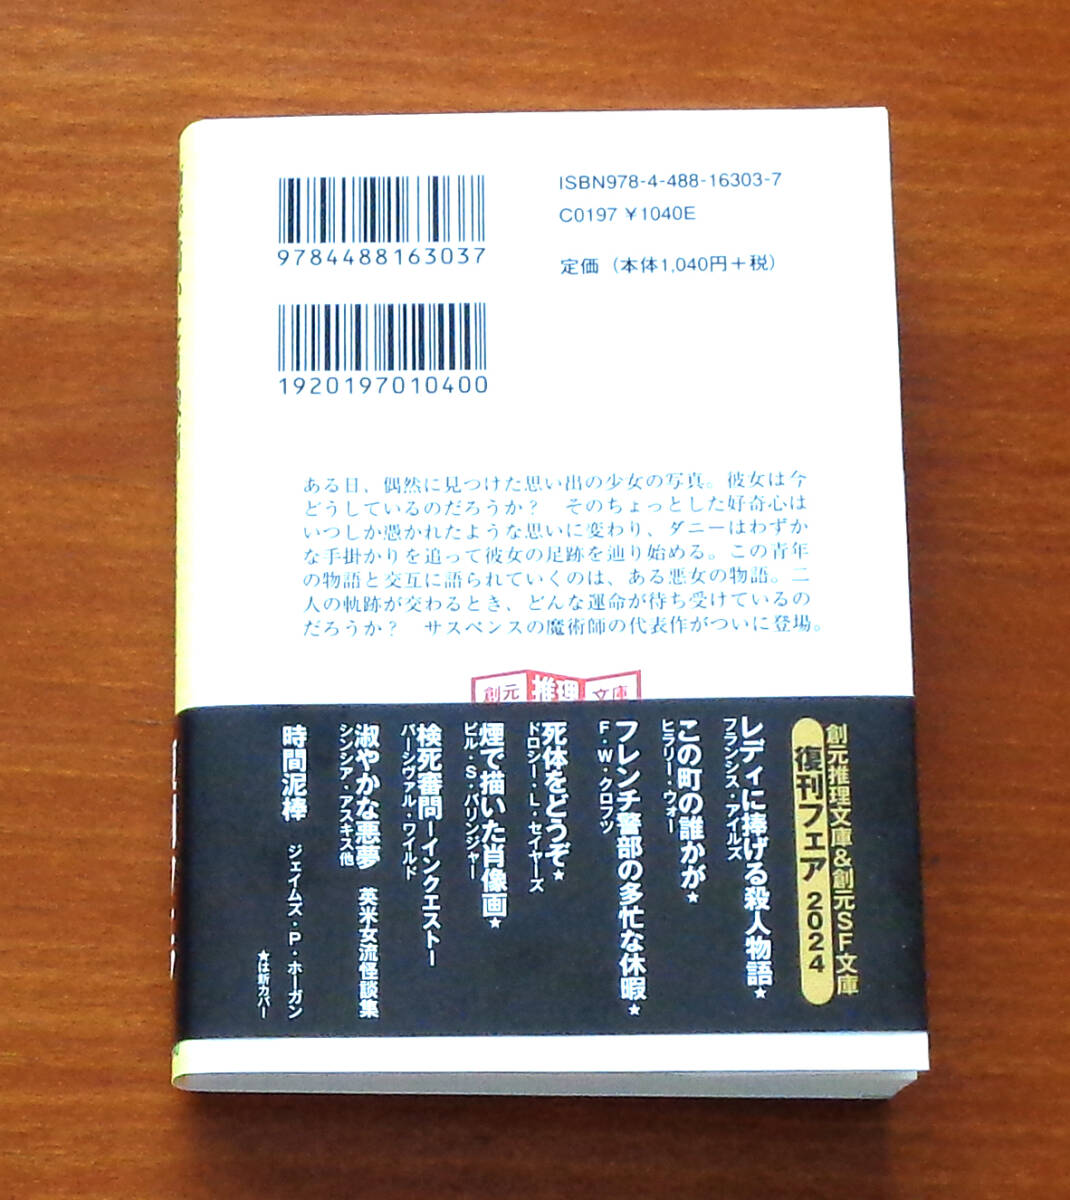 ISBN978-4-488-16303-7
C0197 ¥1040E
定価（本体1,040円＋税）
9784488163037
1920197010400
ある日、偶然に見つけた思い出の少女の写真。彼女は今
どうしているのだろうか？　そのちょっとした好奇心は
いつしか憑かれたような思いに変わり、ダニーはわずか
な手掛かりを追って彼女の足跡を辿り始める。この青年
の物語と交互に語られていくのは、ある悪女の物語。二
人の軌跡が交わるとき、どんな運命が待ち受けているの
だろうか？　サスペンスの魔術師の代表作がついに登場。
創元推理文庫
創元推理文庫&創元SF文庫
復刊フェア 2024
レディに捧げる殺人物語★
フランシス・アイルズ
この町の誰かが★
ヒラリー・ウォー
フレンチ警部の多忙な休暇★
F・W・クロフツ
死体をどうぞ★
ドロシー・L・セイヤーズ
煙で描いた肖像画★
ビル・S・バリンジャー
検死審問―インクエスト―
パーシヴァル・ワイルド
淑やかな悪夢　英米女流怪談集
シンシア・アスキス他
時間泥棒　ジェイムズ・P・ホーガン
★は新カバー